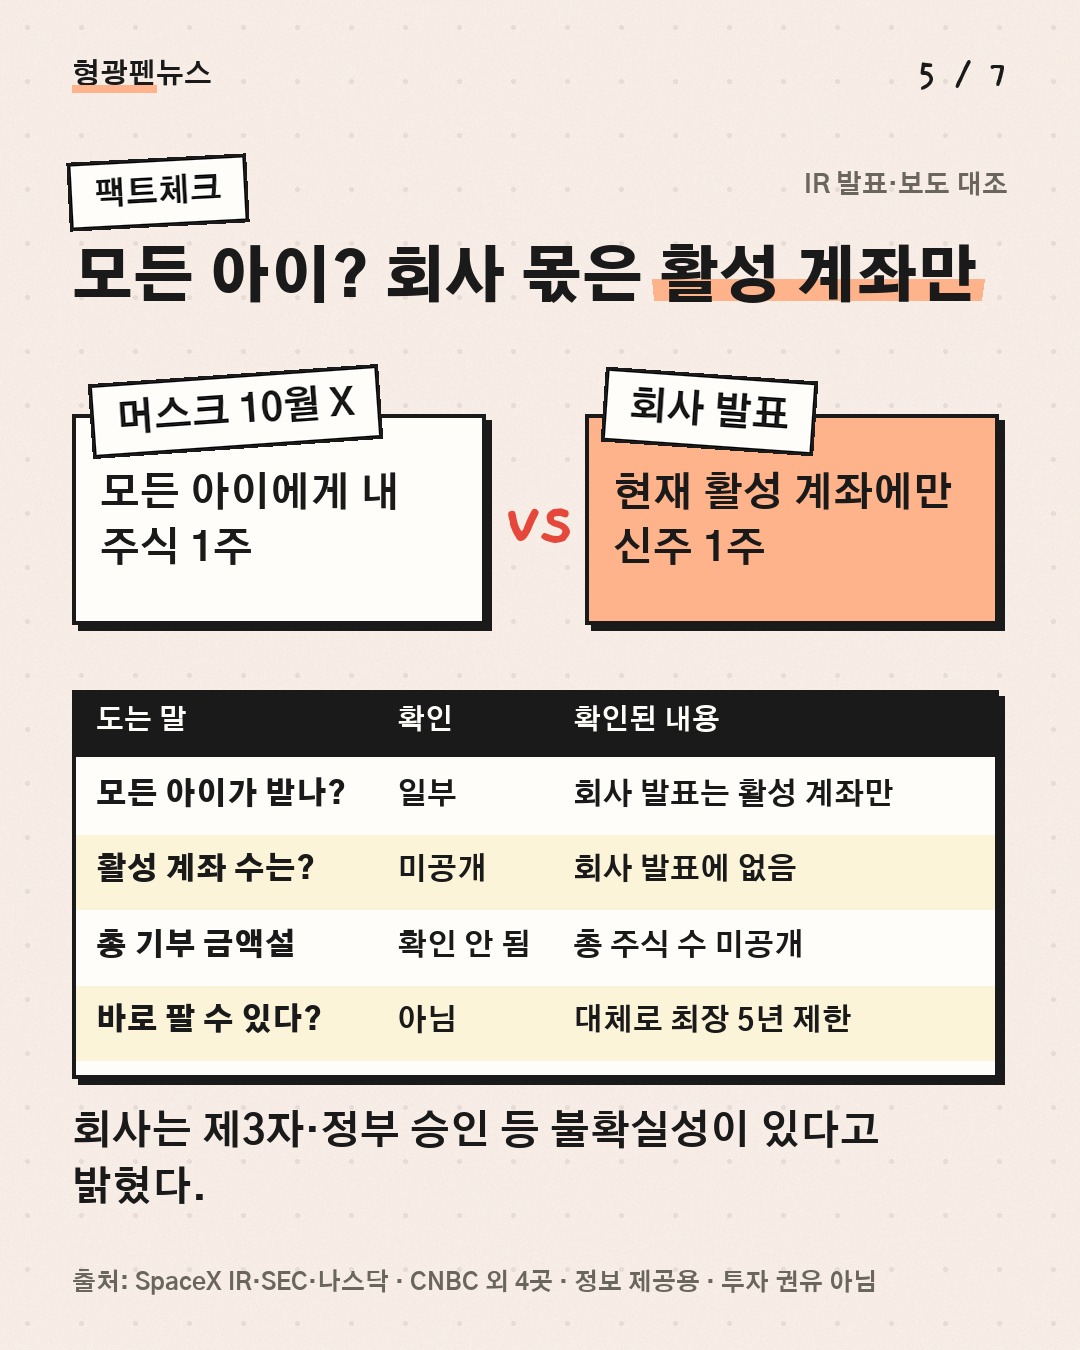 형광펜뉴스
5 / 7
팩트체크
IR 발표·보도 대조
모든 아이? 회사 몫은 활성 계좌만
머스크 10월 X
모든 아이에게 내
주식 1주
vs
회사 발표
현재 활성 계좌에만
신주 1주
도는 말 확인 확인된 내용
모든 아이가 받나? 일부 회사 발표는 활성 계좌만
활성 계좌 수는? 미공개 회사 발표에 없음
총 기부 금액설 확인 안 됨 총 주식 수 미공개
바로 팔 수 있다? 아님 대체로 최장 5년 제한
회사는 제3자·정부 승인 등 불확실성이 있다고
밝혔다.
출처: SpaceX IR·SEC·나스닥 · CNBC 외 4곳 · 정보 제공용 · 투자 권유 아님